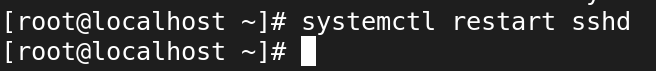 [root@localhost ~]# systemctl restart sshd
[root@localhost ~]#